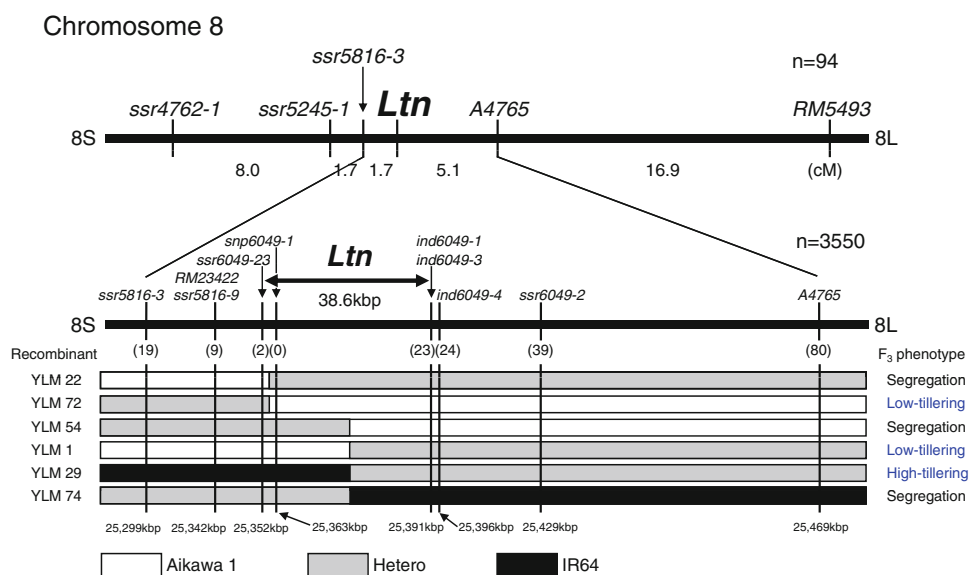 Chromosome 8
ssr5816-3
n=94
ssr4762-1 ssr5245-1 Ltn A4765 RM5493
8S 8L
8.0 1.7 1.7 5.1 16.9 (cM)
snp6049-1 ind6049-1 n=3550
ssr6049-23 Ltn ind6049-3
RM23422
ssr5816-3 ssr5816-9 38.6kbp ind6049-4 ssr6049-2 A4765
8S 8L
Recombinant (19) (9) (2)(0) (23)(24) (39) (80) F3 phenotype
YLM 22 Segregation
YLM 72 Low-tillering
YLM 54 Segregation
YLM 1 Low-tillering
YLM 29 High-tillering
YLM 74 Segregation
25,299kbp 25,342kbp 25,352kbp 25,363kbp 25,391kbp 25,396kbp 25,429kbp 25,469kbp
Aikawa 1 Hetero IR64